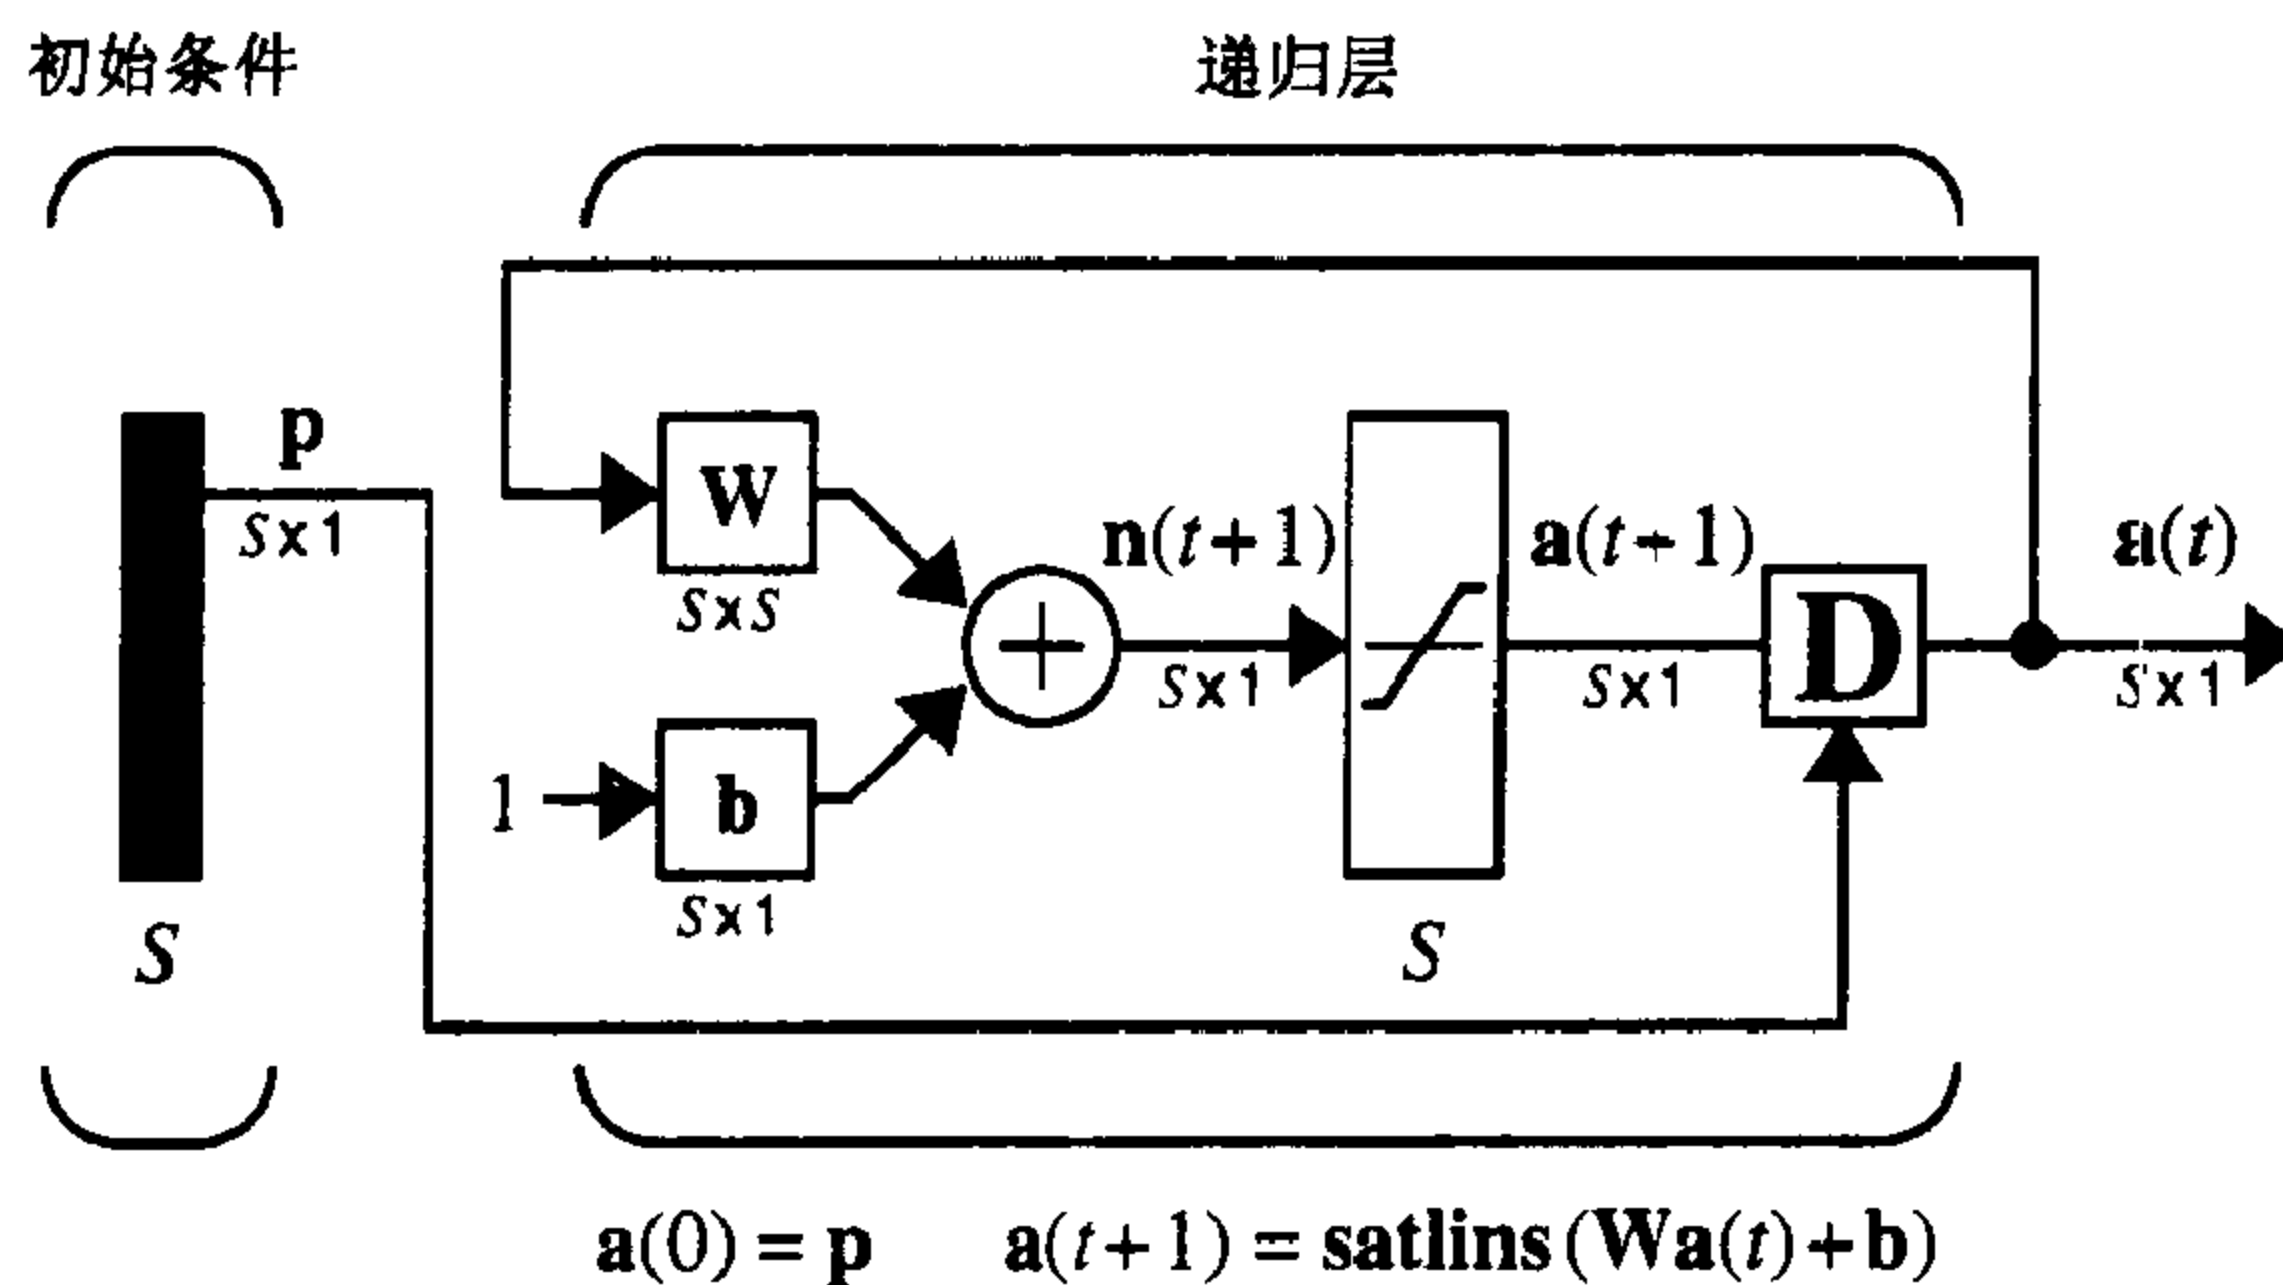 初始条件 递归层
p
S×1
W
S×S
n(t+1)
a(t+1)
a(t)
S×1
S×1
D
S×1
1
b
S×1
S
S
a(0) = p a(t+1) = satlins(Wa(t)+b)